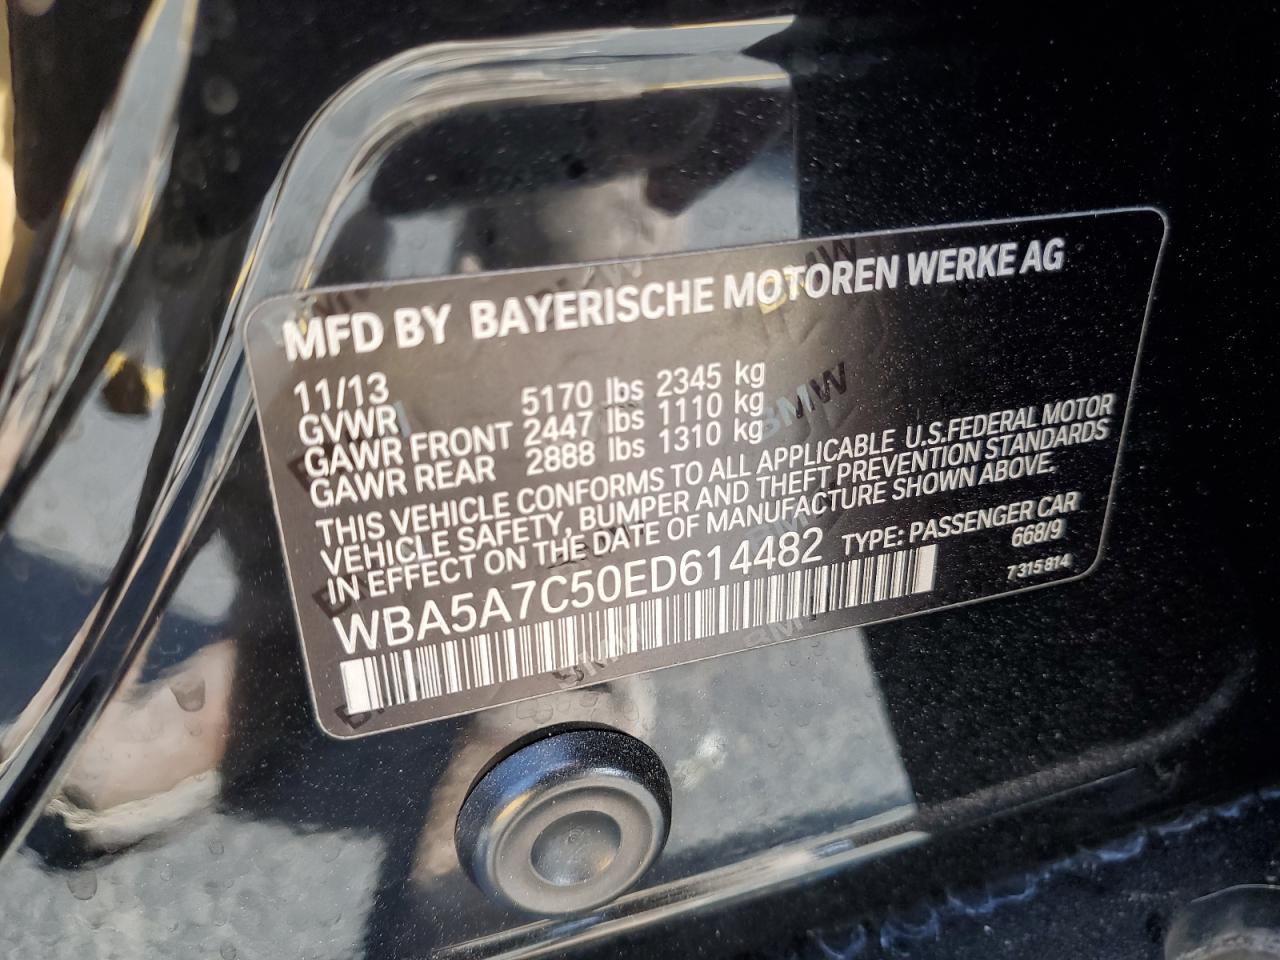 MFD BY BAYERISCHE MOTOREN WERKE AG
11/13
GVWR 5170 lbs 2345 kg
GAWR FRONT 2447 lbs 1110 kg
GAWR REAR 2888 lbs 1310 kg
THIS VEHICLE CONFORMS TO ALL APPLICABLE U.S.FEDERAL MOTOR
VEHICLE SAFETY, BUMPER AND THEFT PREVENTION STANDARDS
IN EFFECT ON THE DATE OF MANUFACTURE SHOWN ABOVE.
WBA5A7C50ED614482 TYPE: PASSENGER CAR
668/9
7 315 814